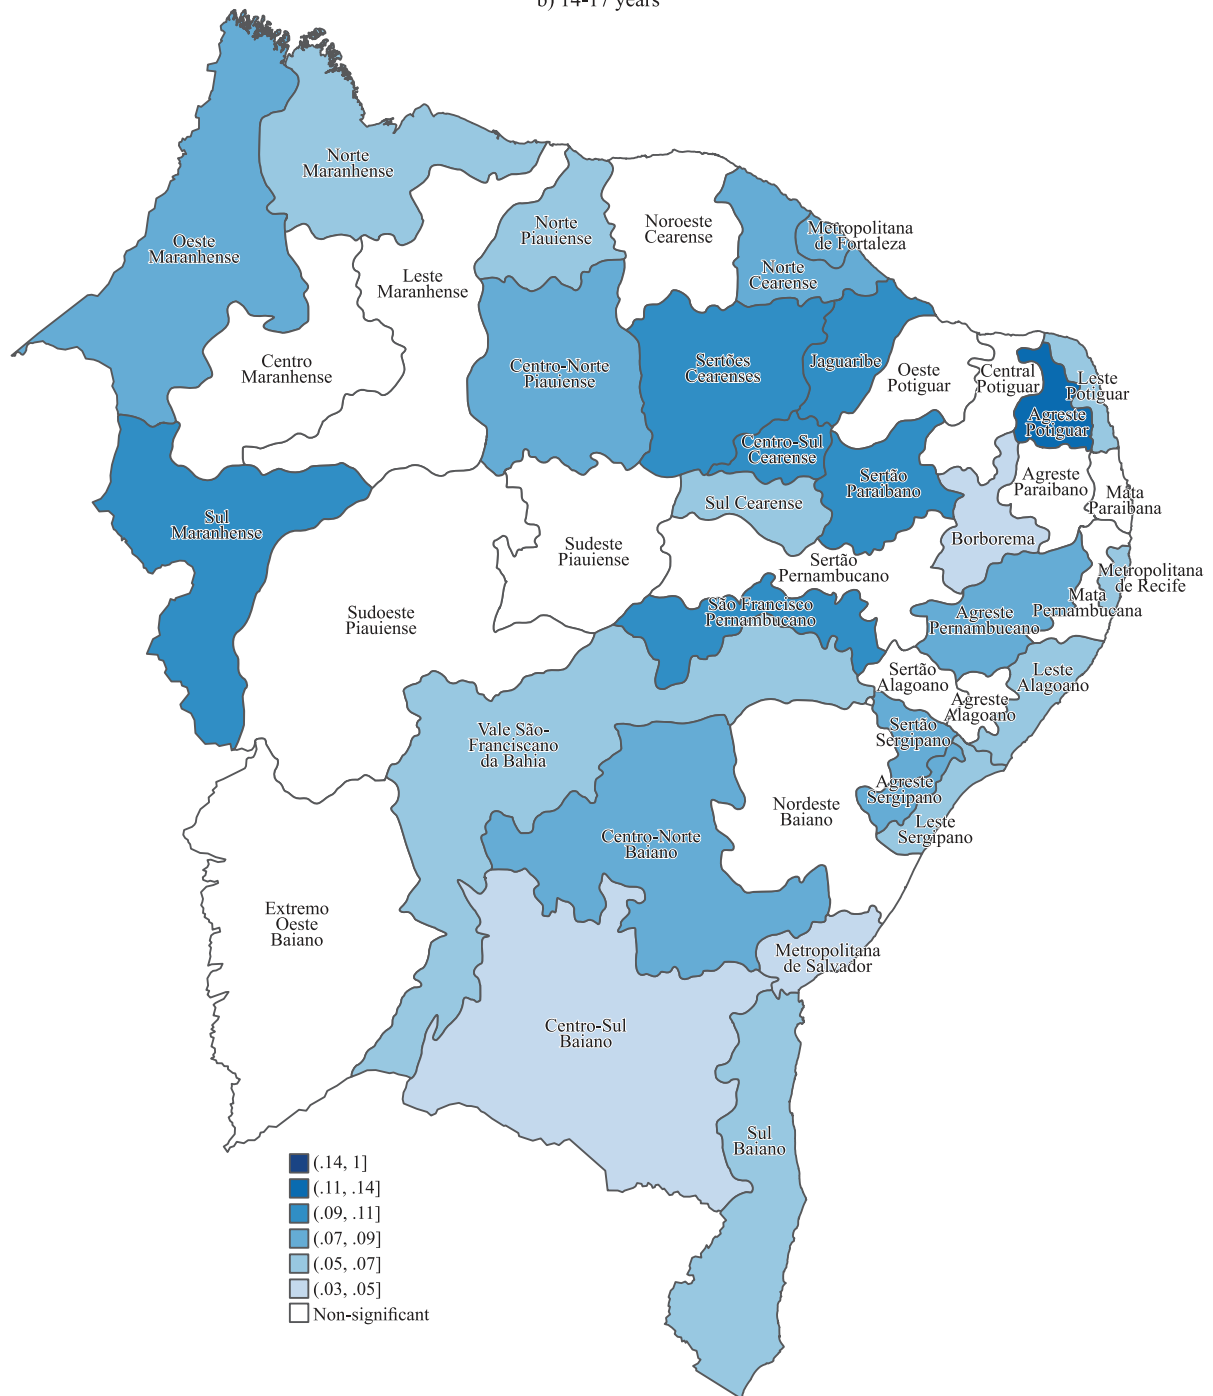 b) 14-17 years
Norte
Maranhense
Oeste
Maranhense
Leste
Maranhense
Centro
Maranhense
Sul
Maranhense
Norte
Piauiense
Centro-Norte
Piauiense
Sudeste
Piauiense
Sudoeste
Piauiense
Noroeste
Cearense
Norte
Cearense
Metropolitana
de Fortaleza
Sertões
Cearenses
Jaguaribe
Centro-Sul
Cearense
Sul Cearense
Oeste
Potiguar
Central
Potiguar
Leste
Potiguar
Agreste
Potiguar
Sertão
Paraibano
Agreste
Paraibano
Mata
Paraibana
Borborema
Sertão
Pernambucano
São Francisco
Pernambucano
Agreste
Pernambucano
Mata
Pernambucana
Metropolitana
de Recife
Sertão
Alagoano
Agreste
Alagoano
Leste
Alagoano
Sertão
Sergipano
Agreste
Sergipano
Leste
Sergipano
Vale São-
Franciscano
da Bahia
Centro-Norte
Baiano
Nordeste
Baiano
Extremo
Oeste
Baiano
Metropolitana
de Salvador
Centro-Sul
Baiano
Sul
Baiano
(.14, 1]
(.11, .14]
(.09, .11]
(.07, .09]
(.05, .07]
(.03, .05]
Non-significant